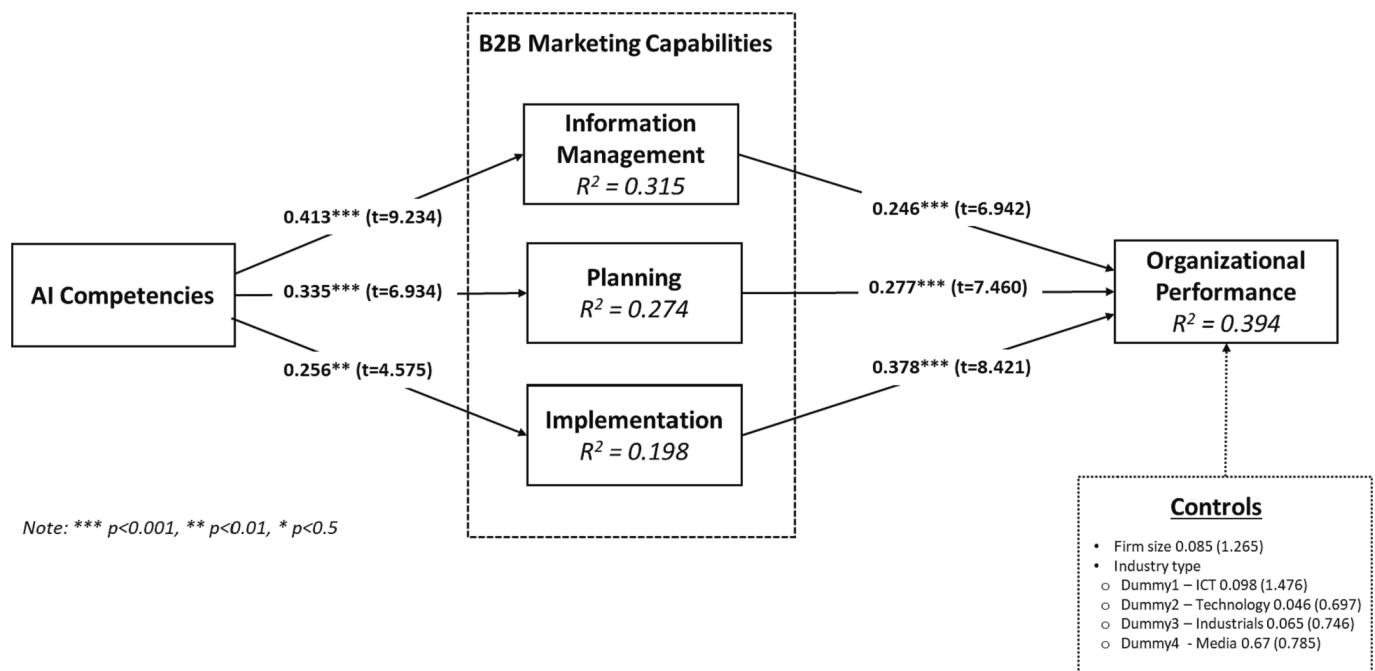 B2B Marketing Capabilities
Information
Management
R² = 0.315
0.413*** (t=9.234)
0.246*** (t=6.942)
AI Competencies
0.335*** (t=6.934)
Planning
R² = 0.274
0.277*** (t=7.460)
Organizational
Performance
R² = 0.394
0.256** (t=4.575)
0.378*** (t=8.421)
Implementation
R² = 0.198
Note: *** p<0.001, ** p<0.01, * p<0.5
Controls
• Firm size 0.085 (1.265)
• Industry type
o Dummy1 – ICT 0.098 (1.476)
o Dummy2 – Technology 0.046 (0.697)
o Dummy3 – Industrials 0.065 (0.746)
o Dummy4 - Media 0.67 (0.785)